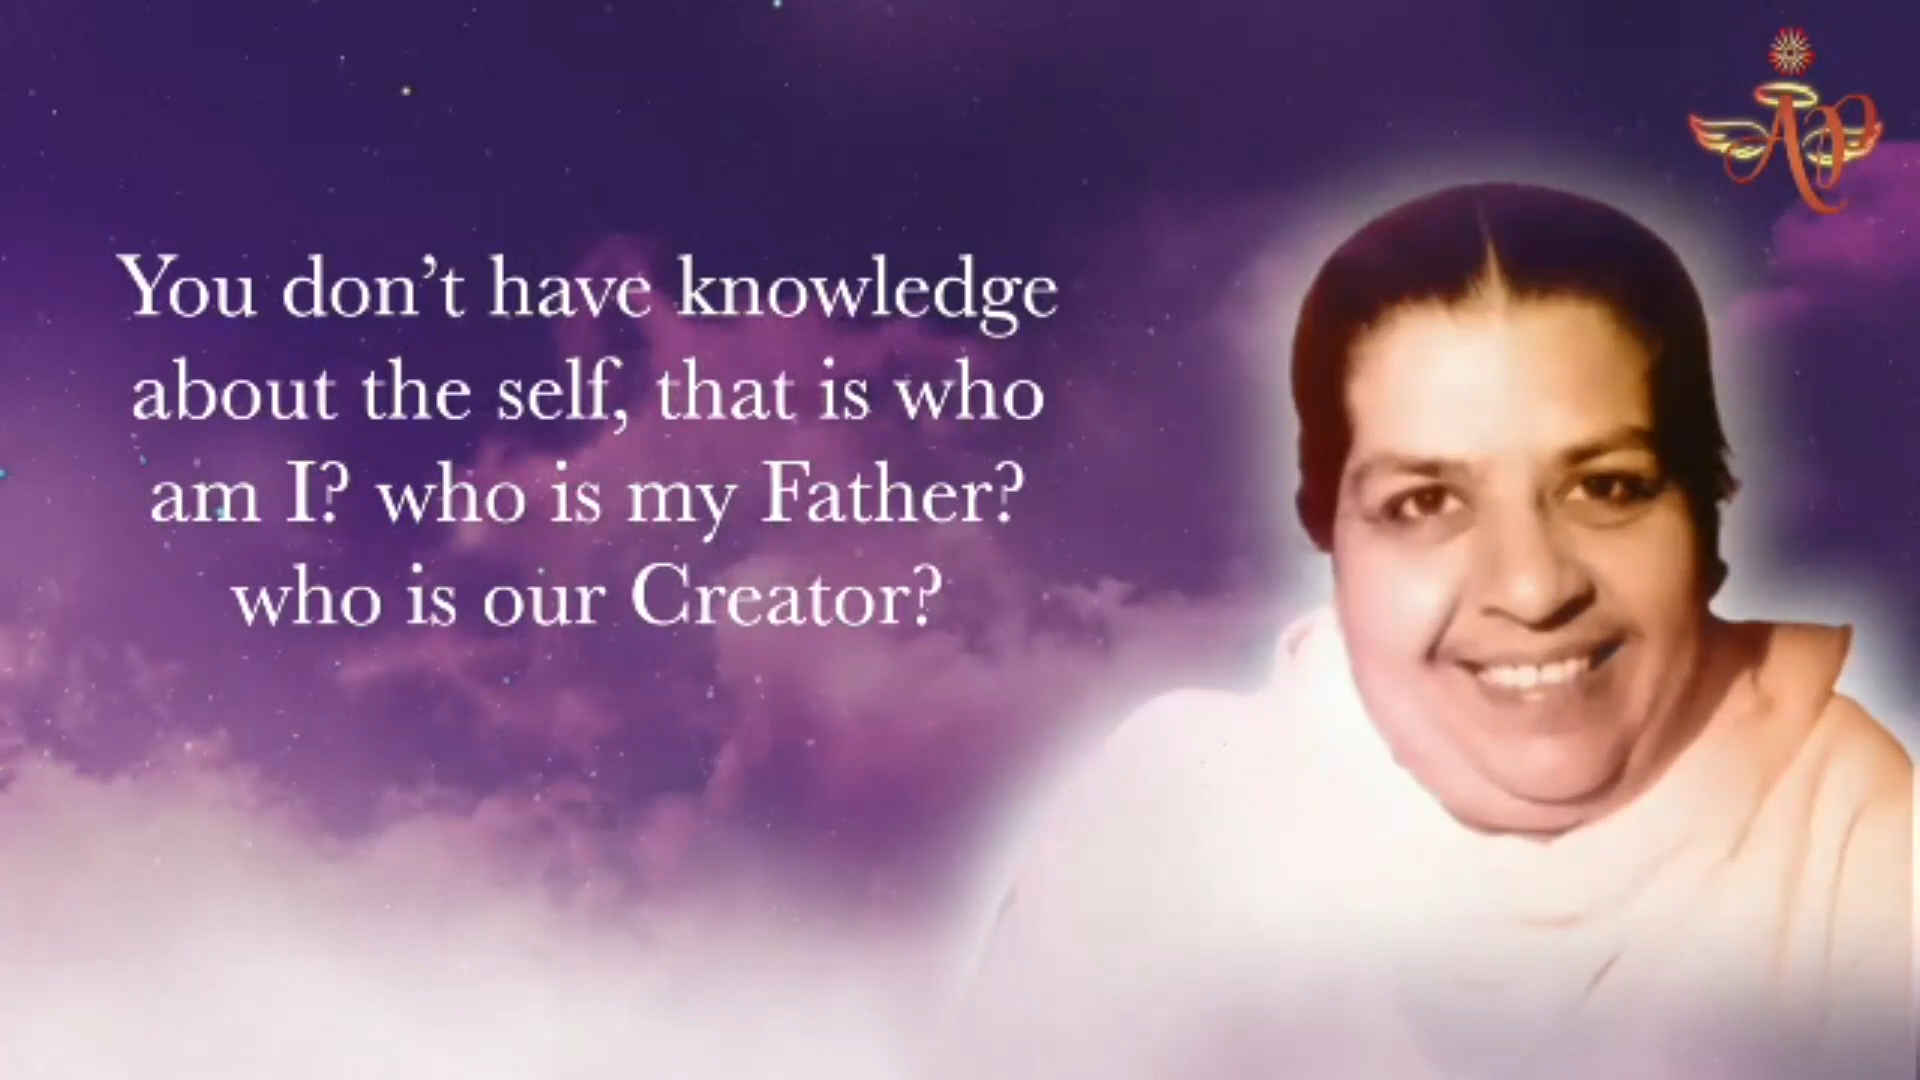 You don't have knowledge
about the self, that is who
am I? who is my Father?
who is our Creator?
AP